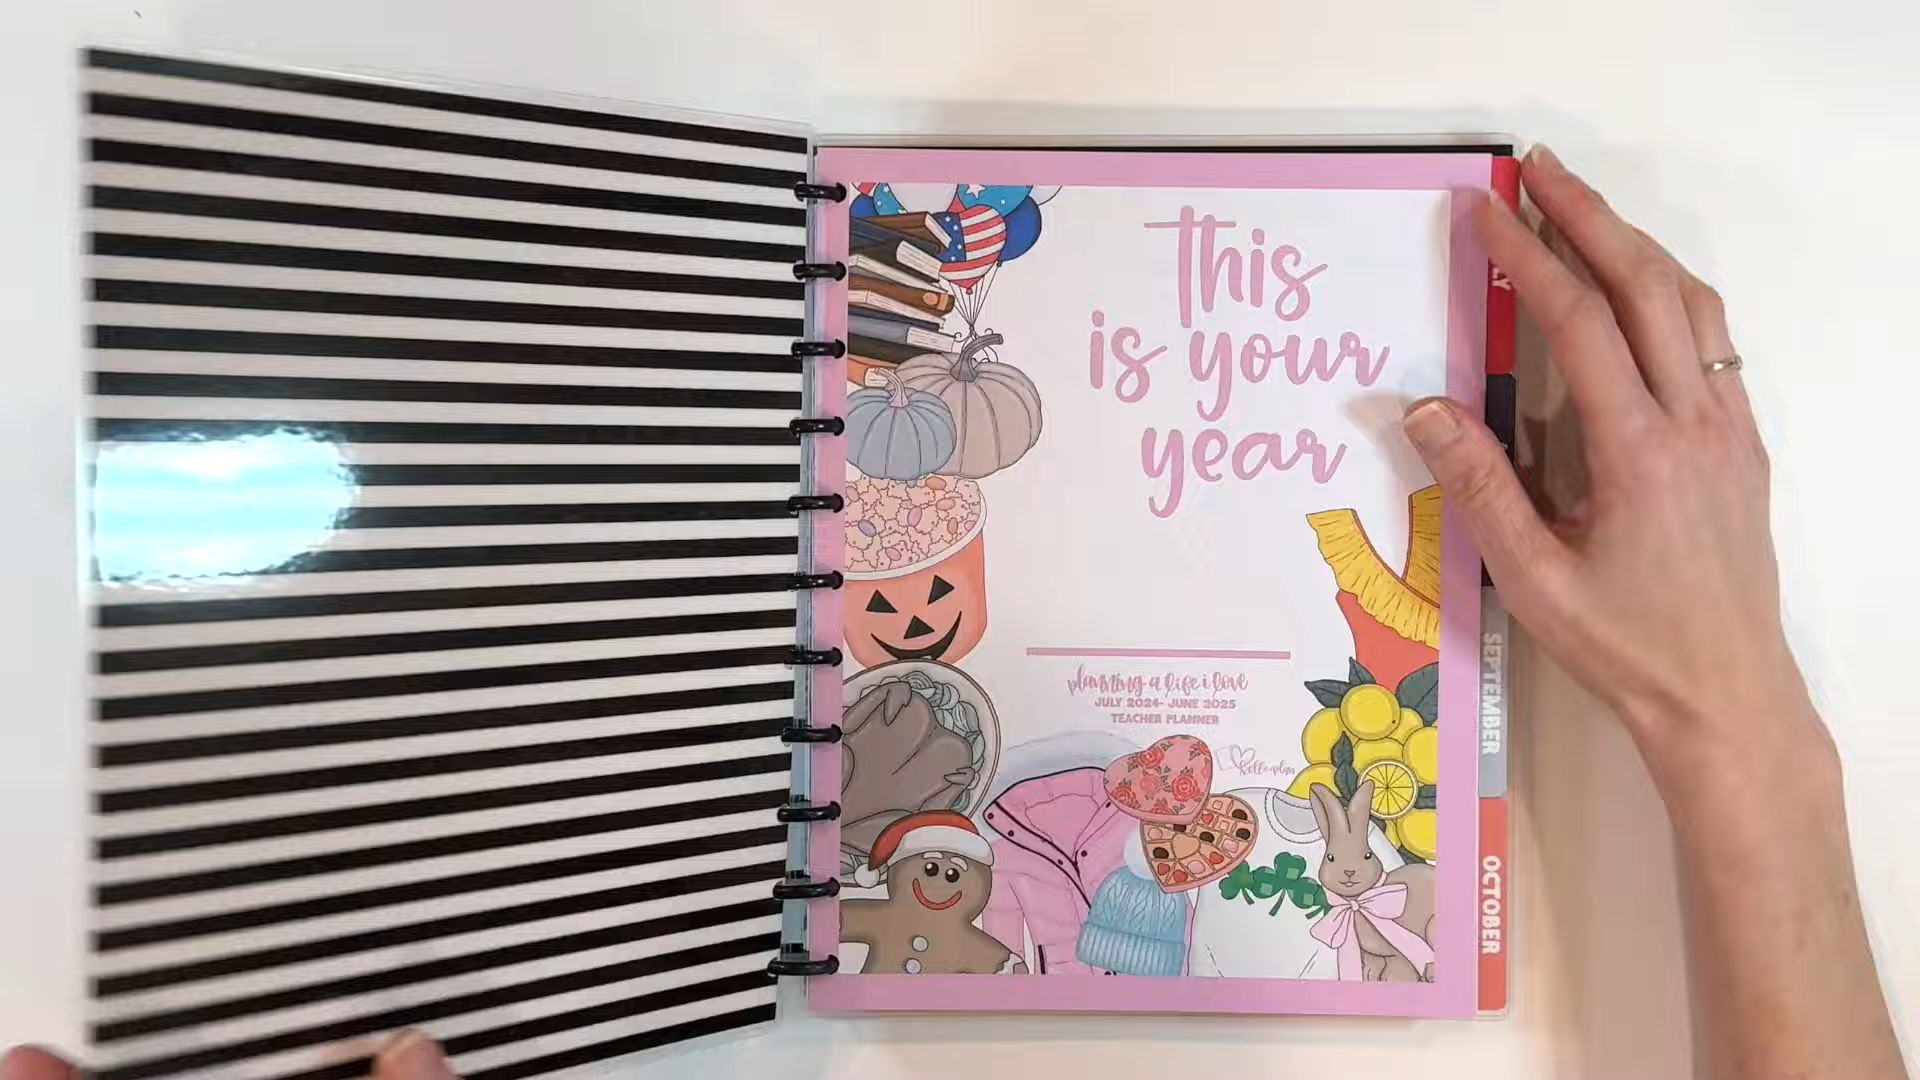 this
is your
year
planning a life i love
JULY 2024- JUNE 2025
TEACHER PLANNER
SEPTEMBER
OCTOBER